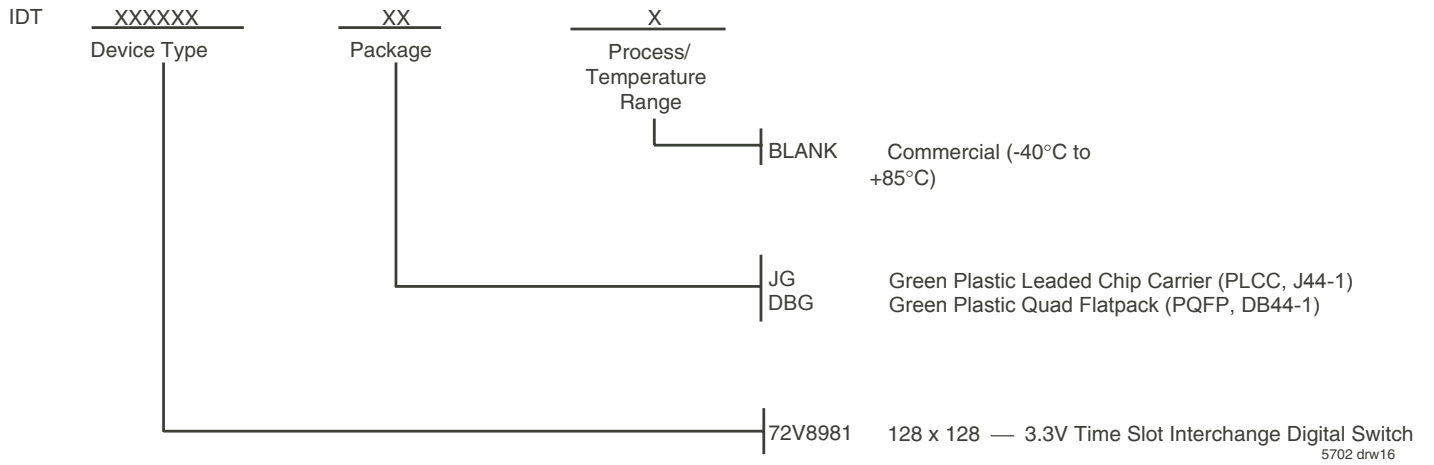 IDT XXXXXX XX X
Device Type Package Process/
Temperature
Range
BLANK Commercial (-40°C to
+85°C)
JG Green Plastic Leaded Chip Carrier (PLCC, J44-1)
DBG Green Plastic Quad Flatpack (PQFP, DB44-1)
72V8981 128 x 128 — 3.3V Time Slot Interchange Digital Switch
5702 drw16